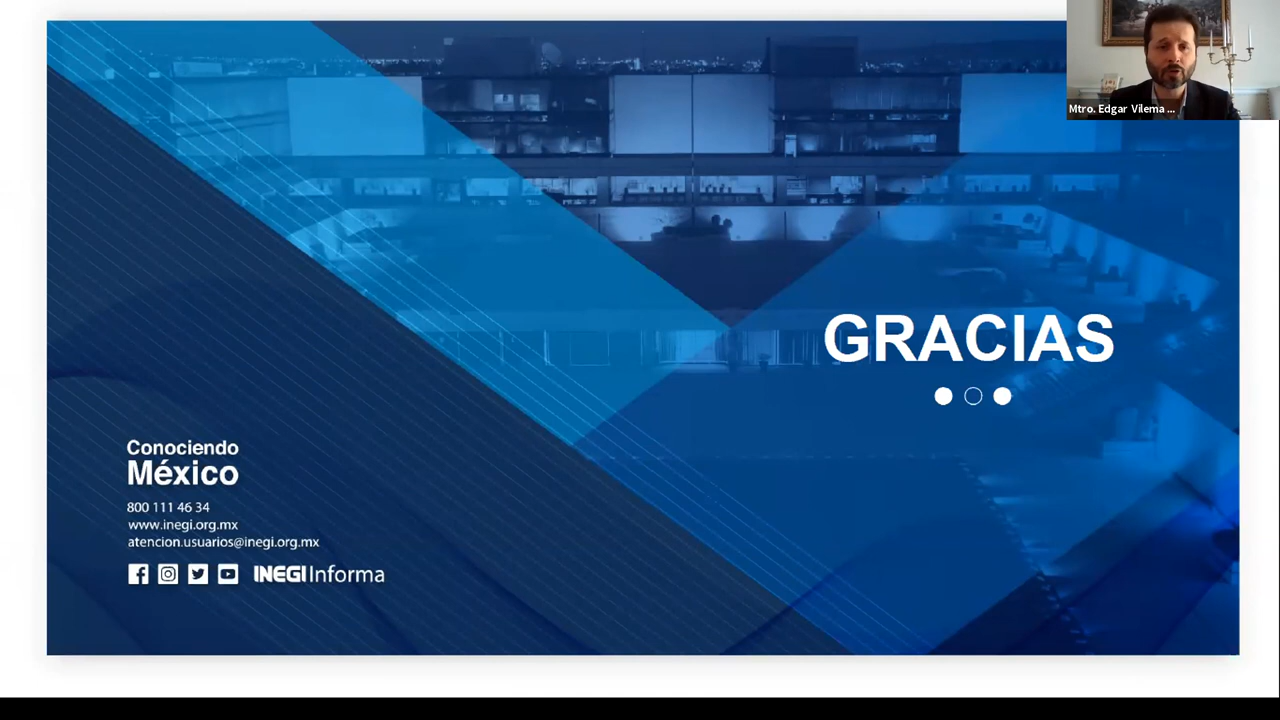 Mtro. Edgar Vilema ...
GRACIAS
Conociendo
México
800 111 46 34
www.inegi.org.mx
atencion.usuarios@inegi.org.mx
INEGI Informa